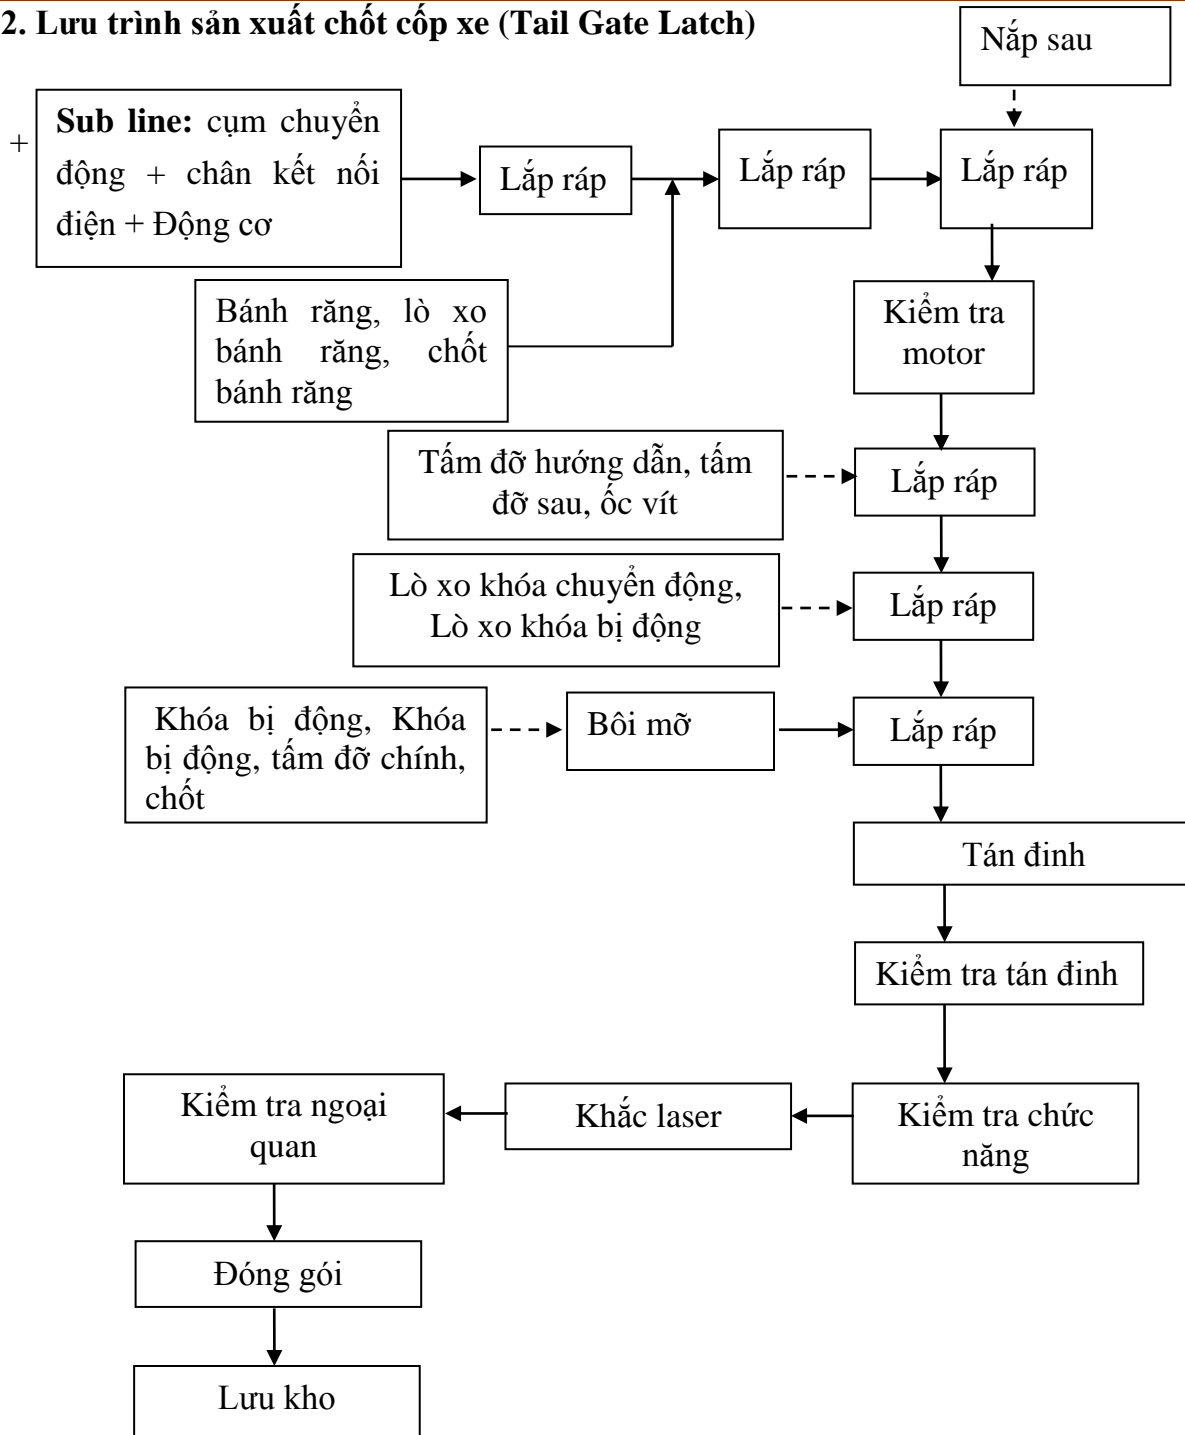 2. Lưu trình sản xuất chốt cốp xe (Tail Gate Latch)
Nắp sau
+
Sub line: cụm chuyển
động + chân kết nối
điện + Động cơ
Lắp ráp
Lắp ráp
Lắp ráp
Bánh răng, lò xo
bánh răng, chốt
bánh răng
Kiểm tra
motor
Tấm đỡ hướng dẫn, tấm
đỡ sau, ốc vít
Lắp ráp
Lò xo khóa chuyển động,
Lò xo khóa bị động
Lắp ráp
Khóa bị động, Khóa
bị động, tấm đỡ chính,
chốt
Bôi mỡ
Lắp ráp
Tán đinh
Kiểm tra tán đinh
Kiểm tra chức
năng
Khắc laser
Kiểm tra ngoại
quan
Đóng gói
Lưu kho